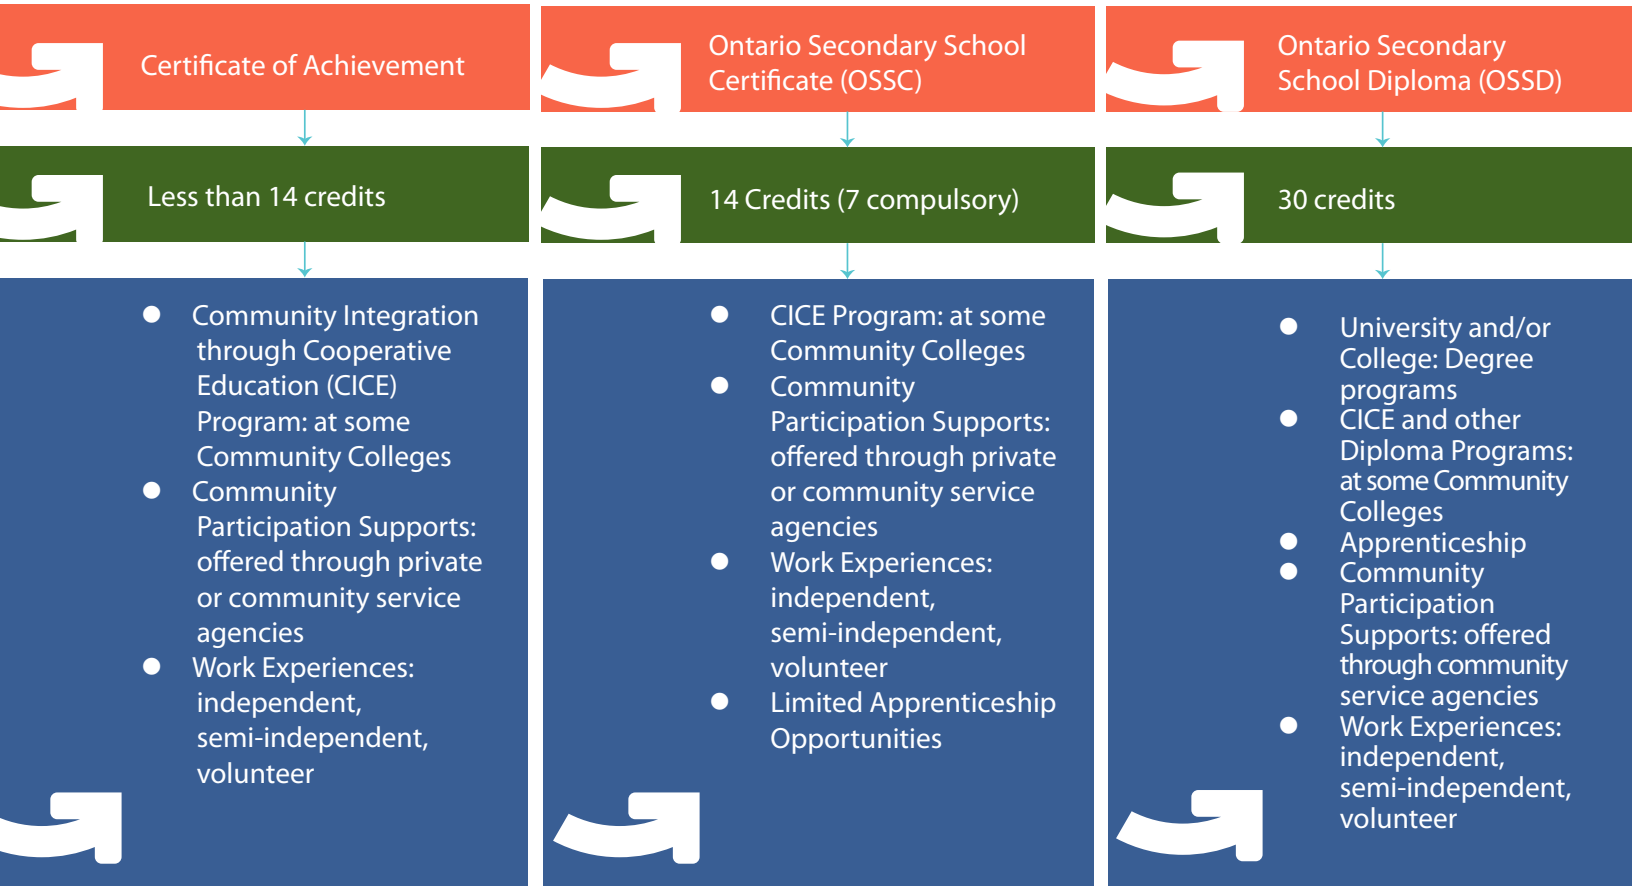 Certificate of Achievement
Less than 14 credits
● Community Integration
through Cooperative
Education (CICE)
Program: at some
Community Colleges
● Community
Participation Supports:
offered through private
or community service
agencies
● Work Experiences:
independent,
semi-independent,
volunteer
Ontario Secondary School
Certificate (OSSC)
14 Credits (7 compulsory)
● CICE Program: at some
Community Colleges
● Community
Participation Supports:
offered through private
or community service
agencies
● Work Experiences:
independent,
semi-independent,
volunteer
● Limited Apprenticeship
Opportunities
Ontario Secondary
School Diploma (OSSD)
30 credits
● University and/or
College: Degree
programs
● CICE and other
Diploma Programs:
at some Community
Colleges
● Apprenticeship
● Community
Participation
Supports: offered
through community
service agencies
● Work Experiences:
independent,
semi-independent,
volunteer